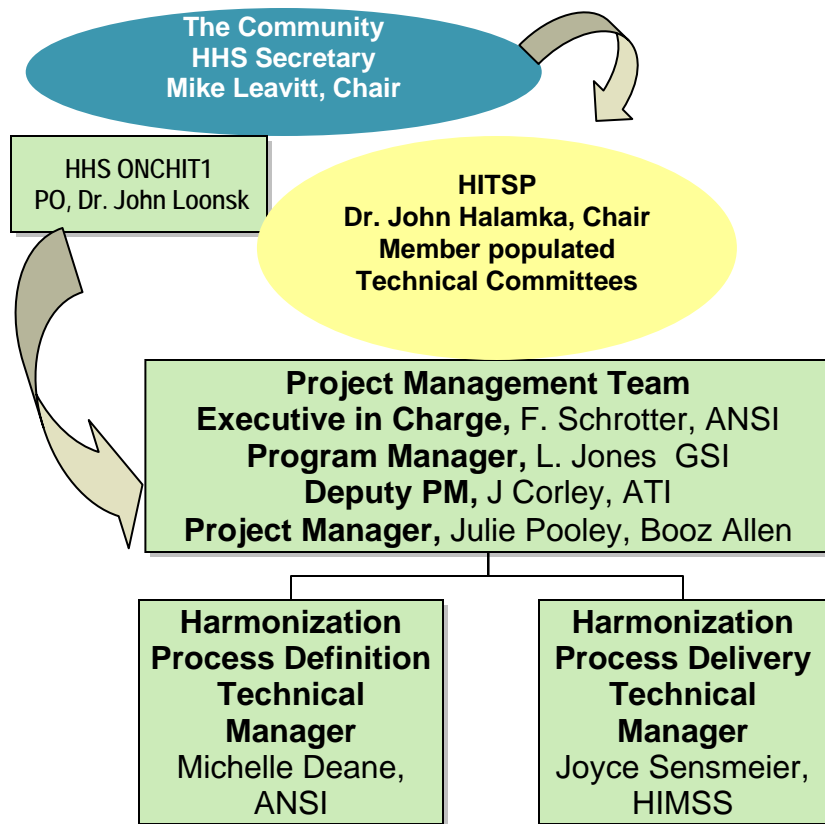 The Community
HHS Secretary
Mike Leavitt, Chair
HHS ONCHIT1
PO, Dr. John Loonsk
HITSP
Dr. John Halamka, Chair
Member populated
Technical Committees
Project Management Team
Executive in Charge, F. Schrotter, ANSI
Program Manager, L. Jones GSI
Deputy PM, J Corley, ATI
Project Manager, Julie Pooley, Booz Allen
Harmonization
Process Definition
Technical
Manager
Michelle Deane,
ANSI
Harmonization
Process Delivery
Technical
Manager
Joyce Sensmeier,
HIMSS